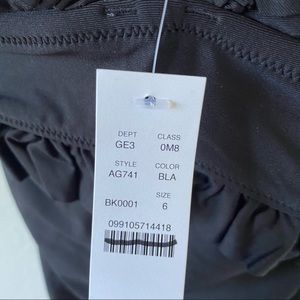 DEPT CLASS
GE3 0M8
STYLE COLOR
AG741 BLA
SIZE
BK0001 6
099105714418